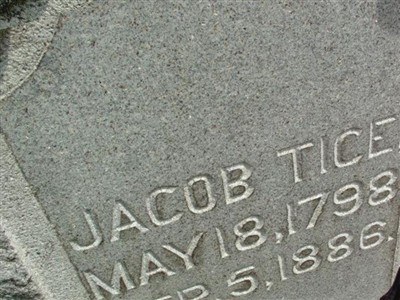 JACOB TICE
MAY 18, 1798
5, 1886.